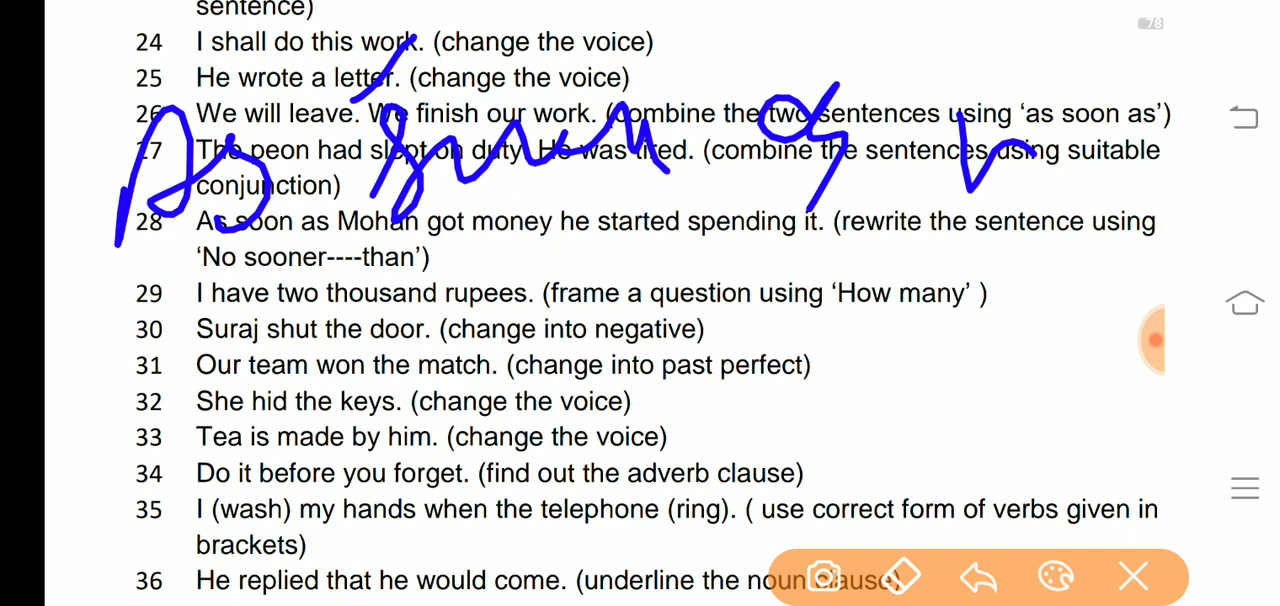 sentence)
24 I shall do this work. (change the voice)
25 He wrote a letter. (change the voice)
26 We will leave. We finish our work. (combine the two sentences using ‘as soon as’)
27 The peon had slept on duty. He was tired. (combine the sentences using suitable
conjunction)
28 As soon as Mohan got money he started spending it. (rewrite the sentence using
‘No sooner----than’)
29 I have two thousand rupees. (frame a question using ‘How many’ )
30 Suraj shut the door. (change into negative)
31 Our team won the match. (change into past perfect)
32 She hid the keys. (change the voice)
33 Tea is made by him. (change the voice)
34 Do it before you forget. (find out the adverb clause)
35 I (wash) my hands when the telephone (ring). ( use correct form of verbs given in
brackets)
36 He replied that he would come. (underline the noun clause)
78